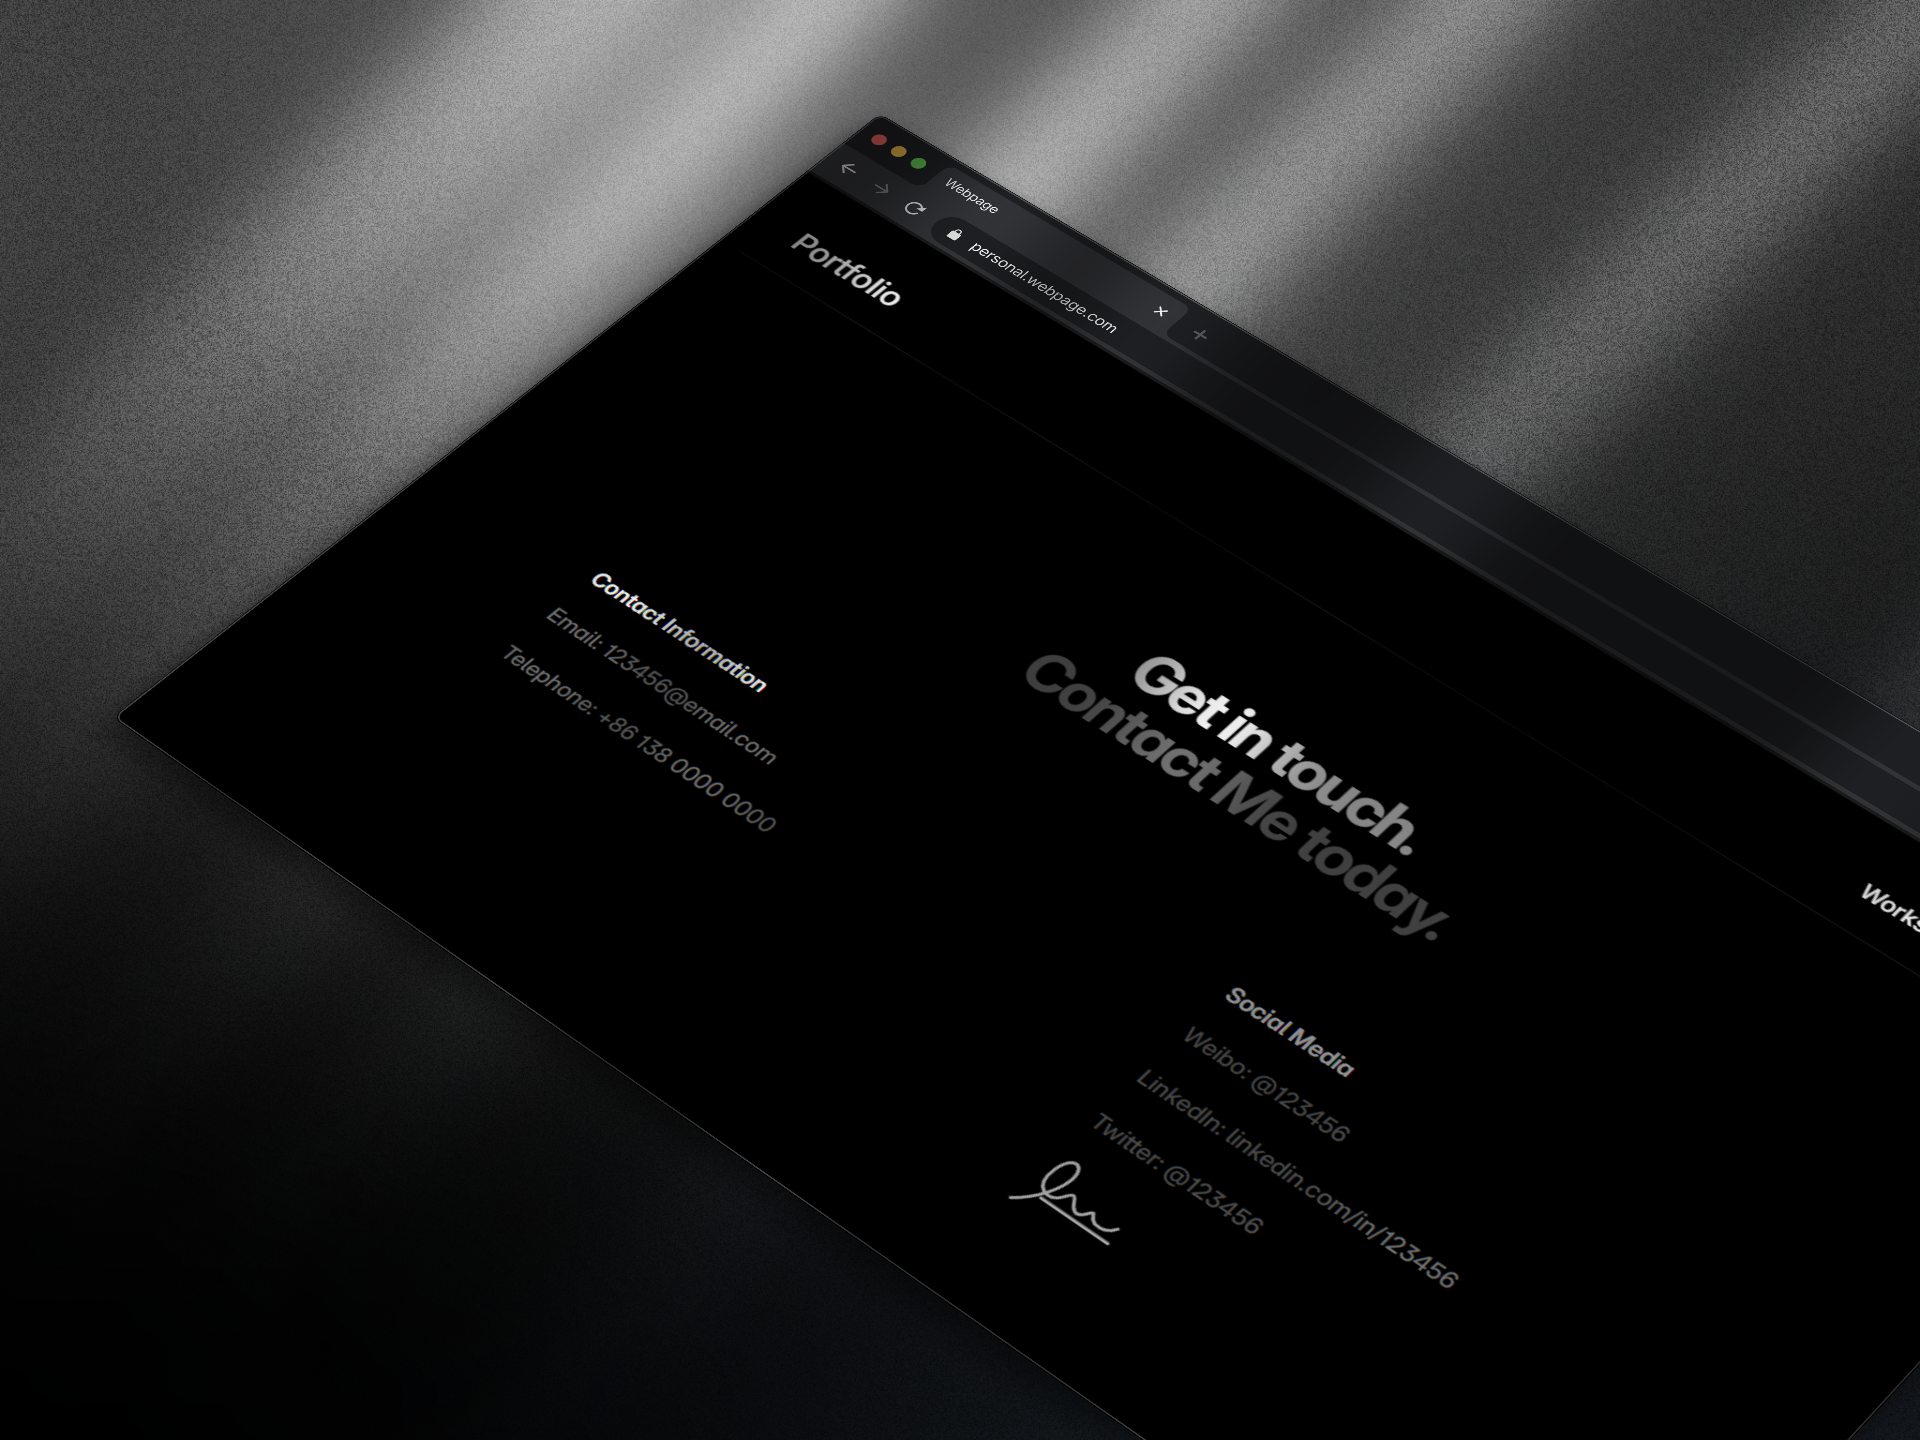 Webpage
personal.webpage.com
Portfolio
Works
Get in touch.
Contact Me today.
Contact Information
Email: 123456@email.com
Telephone: +86 138 0000 0000
Social Media
Weibo: @123456
LinkedIn: linkedin.com/in/123456
Twitter: @123456